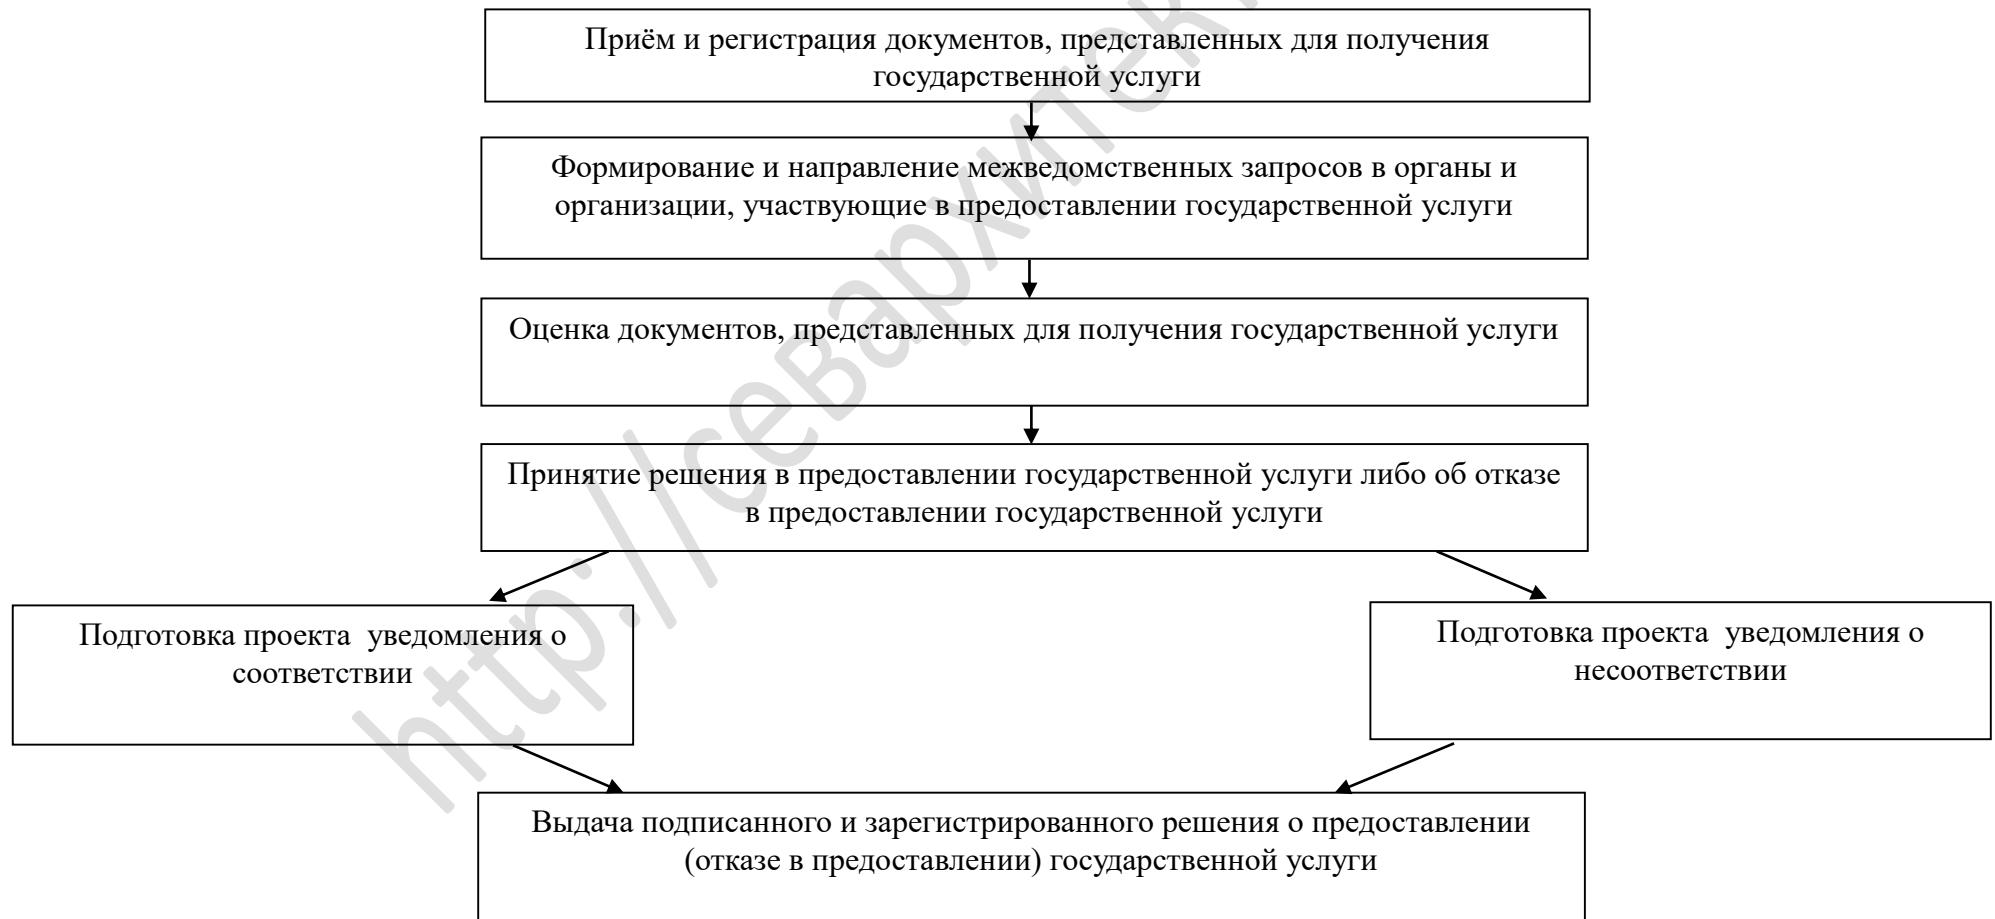 Приём и регистрация документов, представленных для получения
государственной услуги
Формирование и направление межведомственных запросов в органы и
организации, участвующие в предоставлении государственной услуги
Оценка документов, представленных для получения государственной услуги
Принятие решения в предоставлении государственной услуги либо об отказе
в предоставлении государственной услуги
Подготовка проекта уведомления о
соответствии
Подготовка проекта уведомления о
несоответствии
Выдача подписанного и зарегистрированного решения о предоставлении
(отказе в предоставлении) государственной услуги
http://севархитек